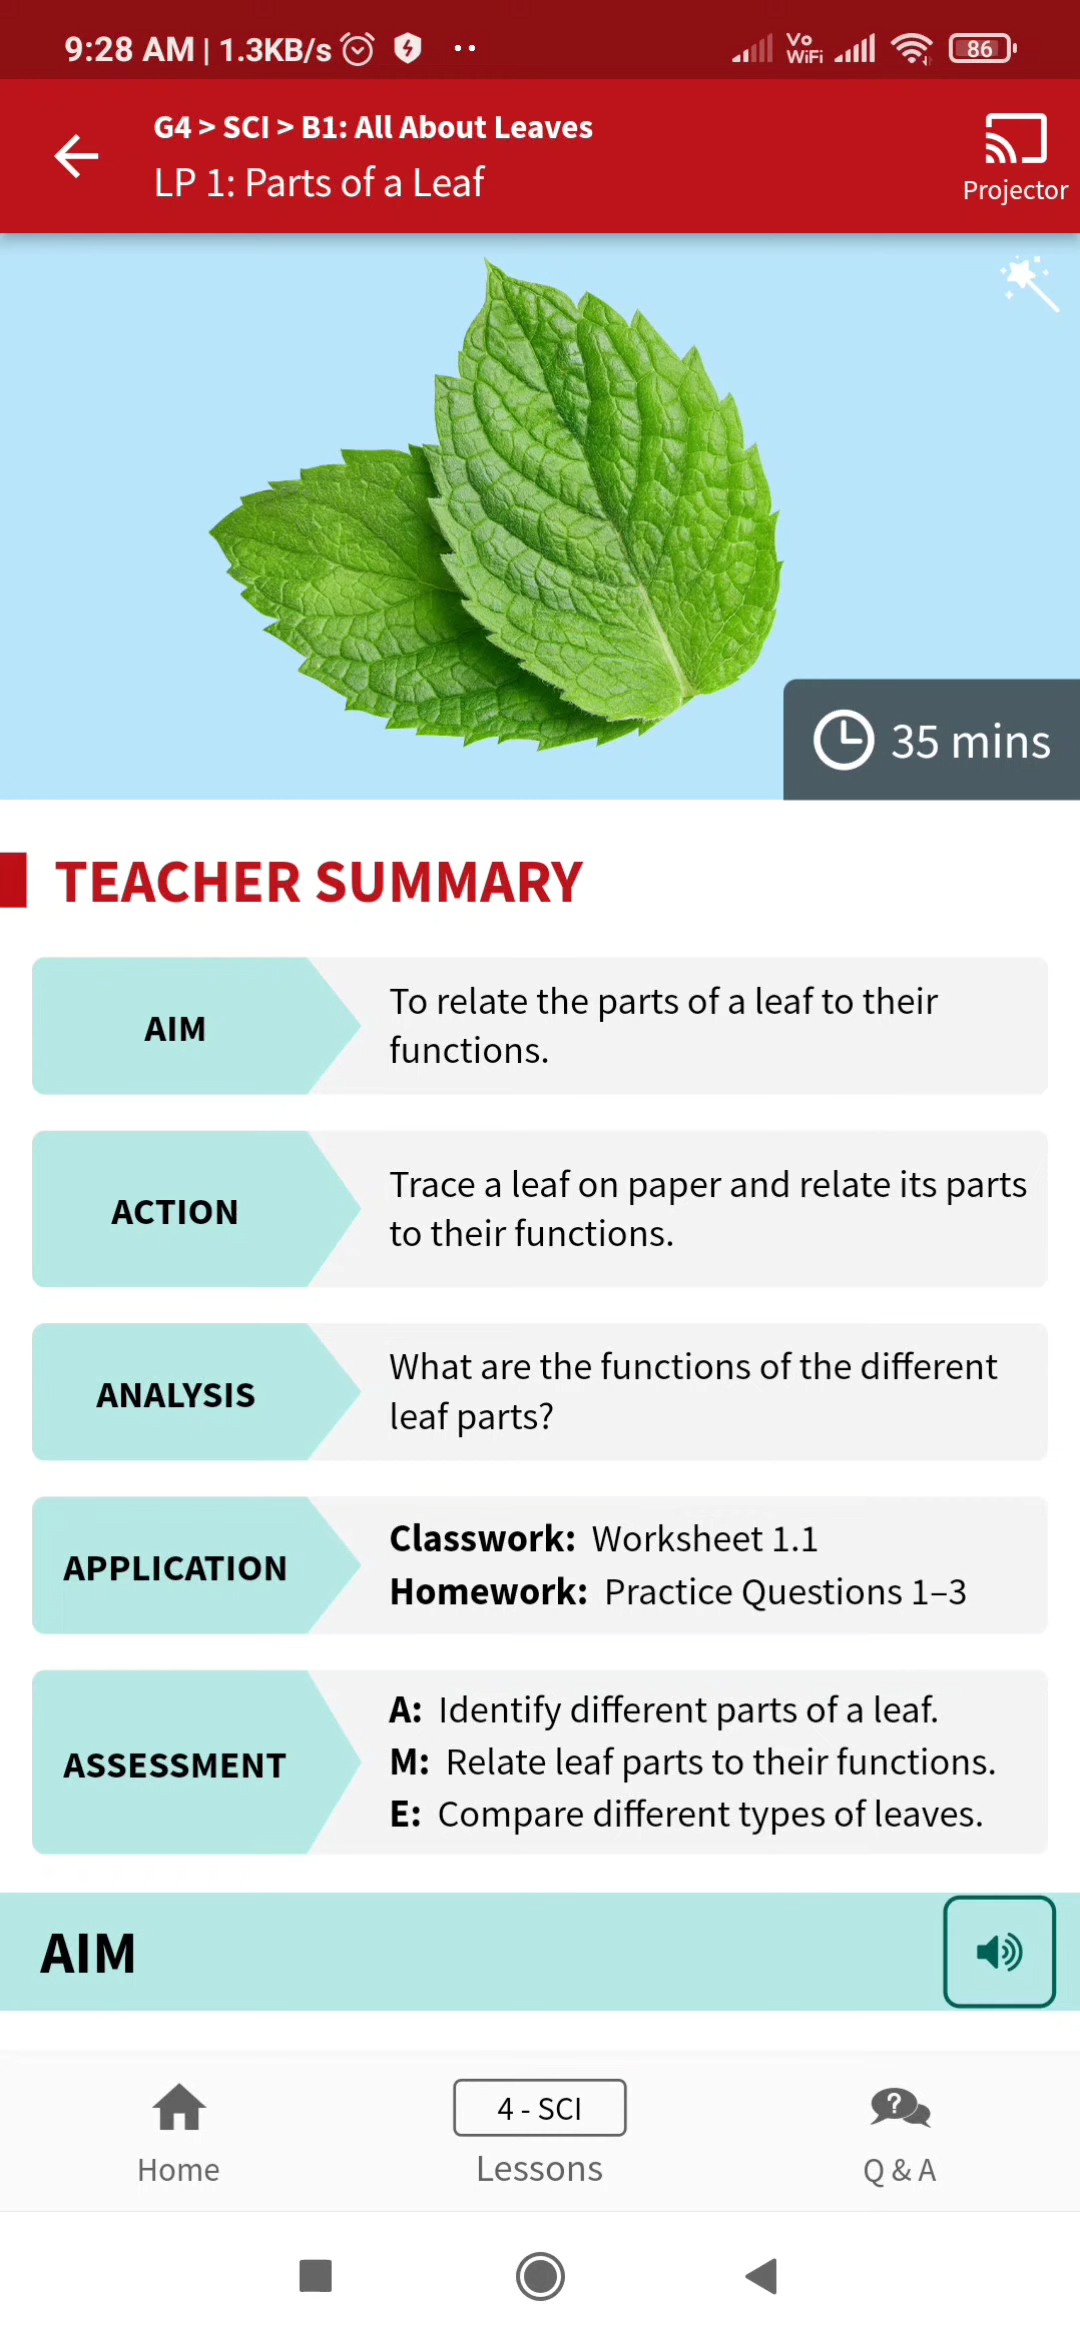 9:28 AM | 1.3KB/s
Vo
WiFi
86
G4 > SCI > B1: All About Leaves
LP 1: Parts of a Leaf
Projector
35 mins
TEACHER SUMMARY
AIM
To relate the parts of a leaf to their
functions.
ACTION
Trace a leaf on paper and relate its parts
to their functions.
ANALYSIS
What are the functions of the different
leaf parts?
APPLICATION
Classwork: Worksheet 1.1
Homework: Practice Questions 1–3
ASSESSMENT
A: Identify different parts of a leaf.
M: Relate leaf parts to their functions.
E: Compare different types of leaves.
AIM
4 - SCI
Home
Lessons
Q & A